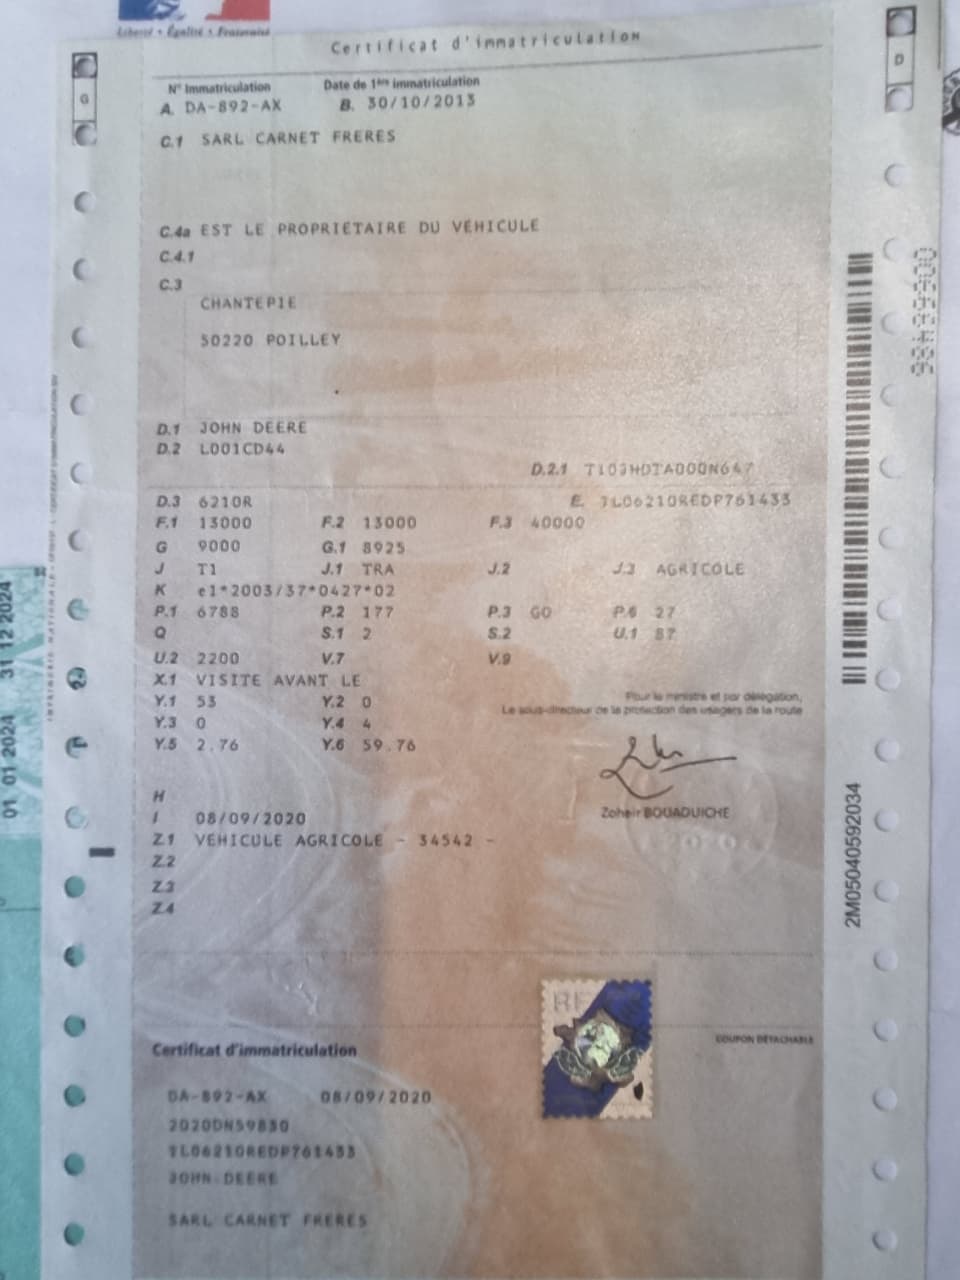 Liberté • Égalité • Fraternité
Certificat d'immatriculation
N° Immatriculation Date de 1ère immatriculation
A. DA-892-AX B. 30/10/2013
C.1 SARL CARNET FRERES
C.4a EST LE PROPRIETAIRE DU VEHICULE
C.4.1
C.3
CHANTEPIE
50220 POILLEY
D.1 JOHN DEERE
D.2 L001CD44
D.2.1
D.3 6210R E. 1L06210REDP761433
F.1 13000 F.2 13000 F.3 40000
G 9000 G.1 8925
J T1 J.1 TRA J.2 J.3 AGRICOLE
K e1*2003/37*0427*02
P.1 6788 P.2 177 P.3 GO P.6 27
Q S.1 2 S.2 U.1 87
U.2 2200 V.7 V.9
X.1 VISITE AVANT LE
Y.1 53 Y.2 0
Y.3 0 Y.4 4
Y.5 2.76 Y.6 59.76
Pour le ministre et par délégation,
Le sous-directeur de la protection des usagers de la route
Zoheir BOUAOUICHE
H
I 08/09/2020
Z.1 VEHICULE AGRICOLE - 34542 -
Z.2
Z.3
Z.4
COUPON DÉTACHABLE
Certificat d'immatriculation
DA-892-AX 08/09/2020
2020DN59830
1L06210REDP761433
JOHN DEERE
SARL CARNET FRERES
G
D
2M05040592034
01 01 2024 31 12 2024